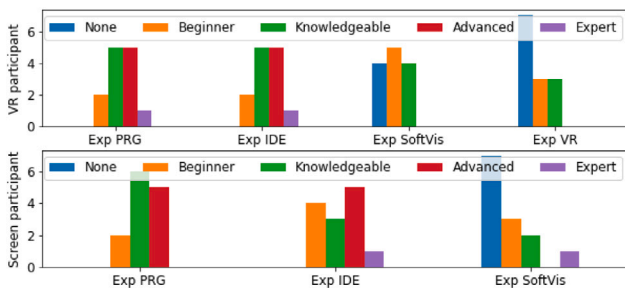 None Beginner Knowledgeable Advanced Expert
VR participant
6
4
2
0
Exp PRG Exp IDE Exp SoftVis Exp VR
None Beginner Knowledgeable Advanced Expert
Screen participant
6
4
2
0
Exp PRG Exp IDE Exp SoftVis